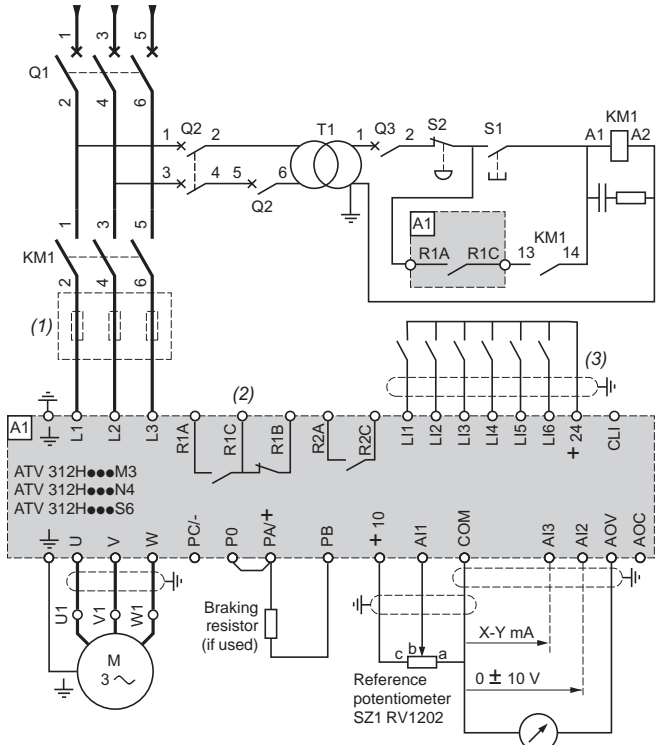 1 3 5
Q1
2 4 6
1 Q2 2
T1
1 Q3 2
S2
S1
KM1
A1 A2
3 4 5 6
Q2
A1
R1A R1C
13 KM1 14
1 3 5
KM1
2 4 6
(1)
(2)
(3)
A1
L1 L2 L3 R1A R1C R1B R2A R2C LI1 LI2 LI3 LI4 LI5 LI6 + 24 CLI
ATV 312H●●●M3
ATV 312H●●●N4
ATV 312H●●●S6
U V W PC/- P0 PA/+ PB + 10 AI1 COM AI3 AI2 AOV AOC
U1 V1 W1
M
3 ~
Braking
resistor
(if used)
c b a
Reference
potentiometer
SZ1 RV1202
X-Y mA
0 ± 10 V